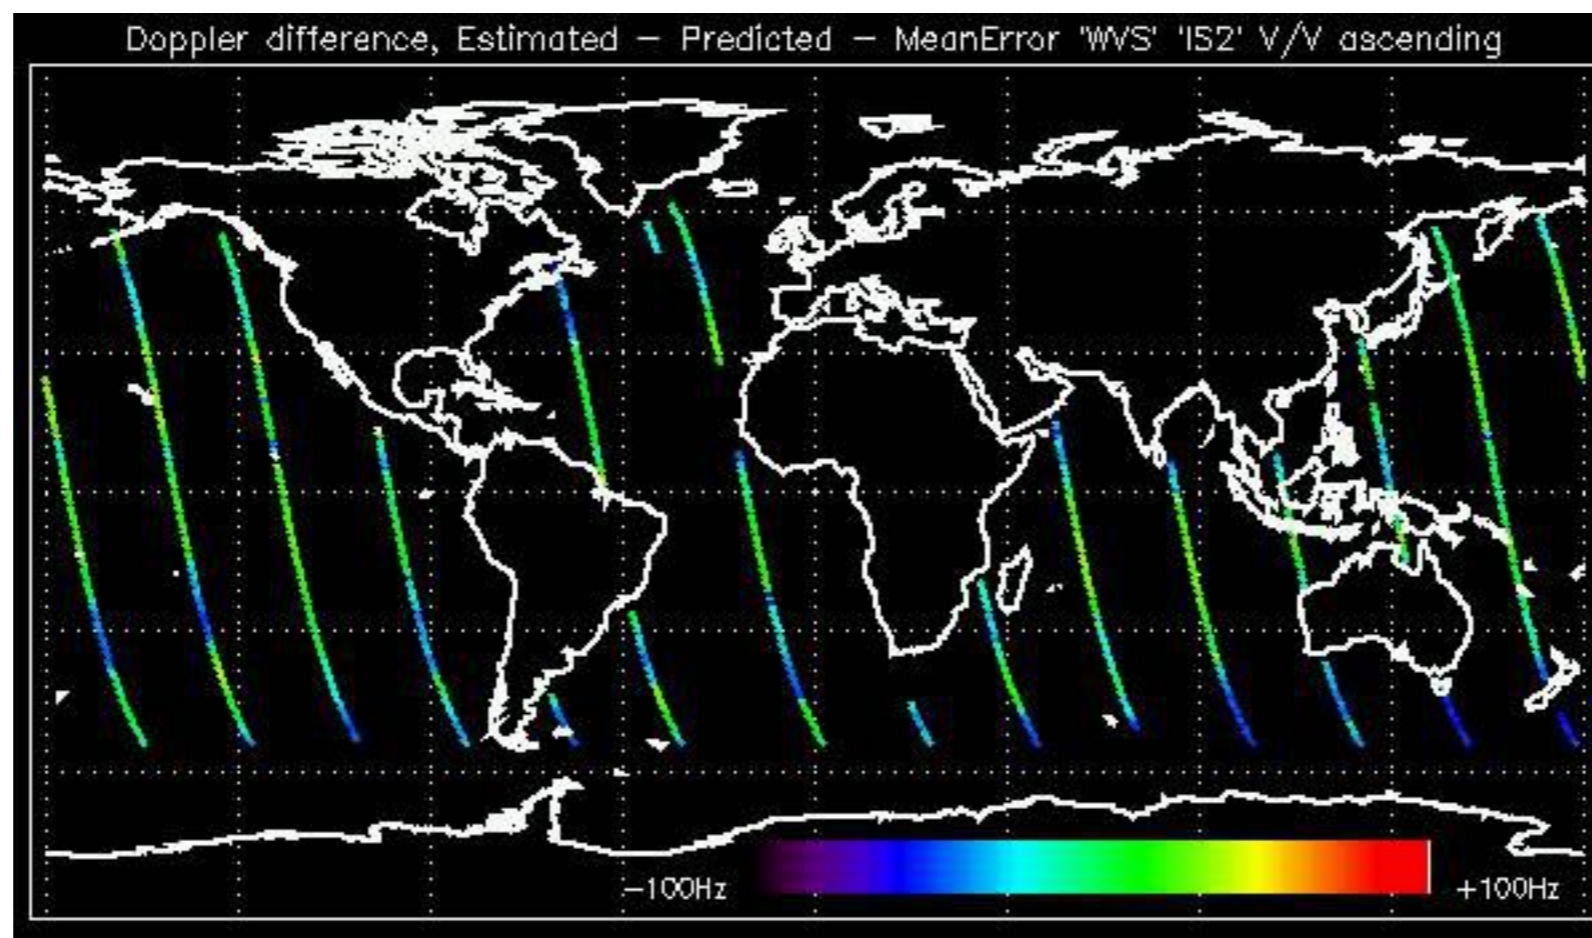 Doppler difference, Estimated – Predicted – MeanError 'WVS' 'IS2' V/V ascending
–100Hz
+100Hz